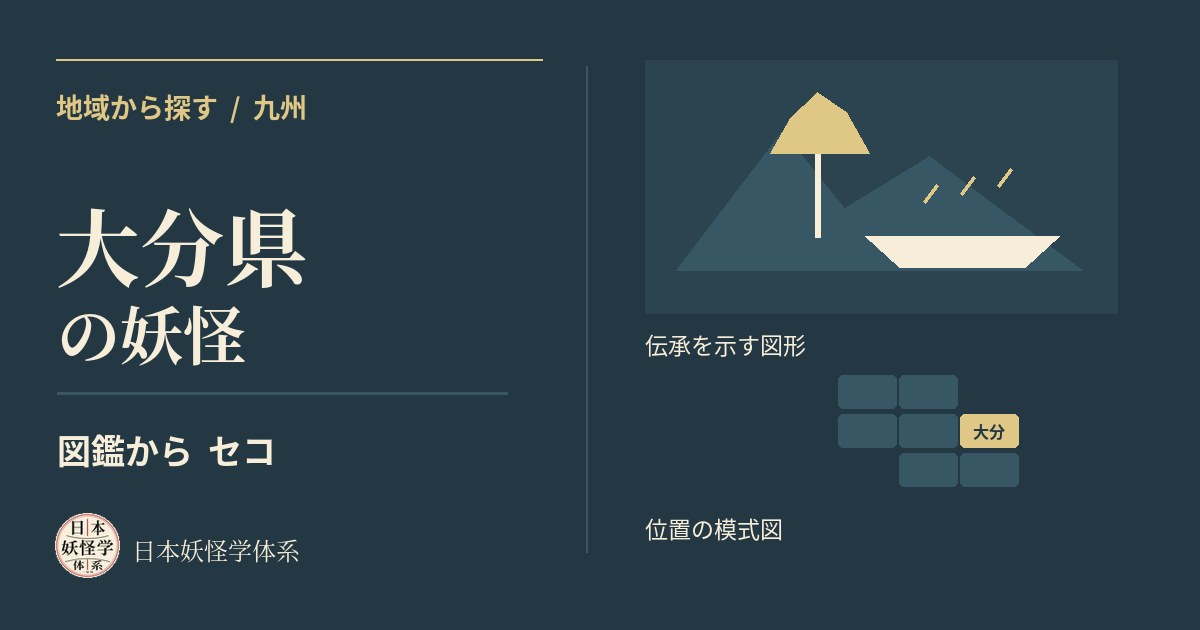 地域から探す / 九州
大分県
の妖怪
図鑑から セコ
日本
妖怪学
体系
日本妖怪学体系
伝承を示す図形
大分
位置の模式図